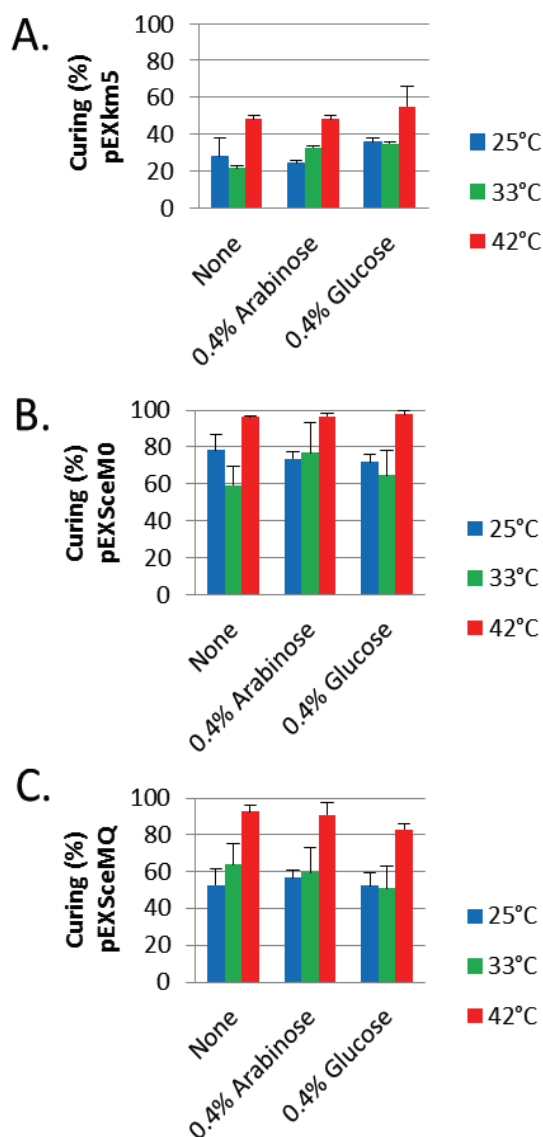 A.
Curing (%)
pEXkm5
100
80
60
40
20
0
None
0.4% Arabinose
0.4% Glucose
25°C
33°C
42°C
B.
Curing (%)
pEXSceM0
100
80
60
40
20
0
None
0.4% Arabinose
0.4% Glucose
25°C
33°C
42°C
C.
Curing (%)
pEXSceMQ
100
80
60
40
20
0
None
0.4% Arabinose
0.4% Glucose
25°C
33°C
42°C